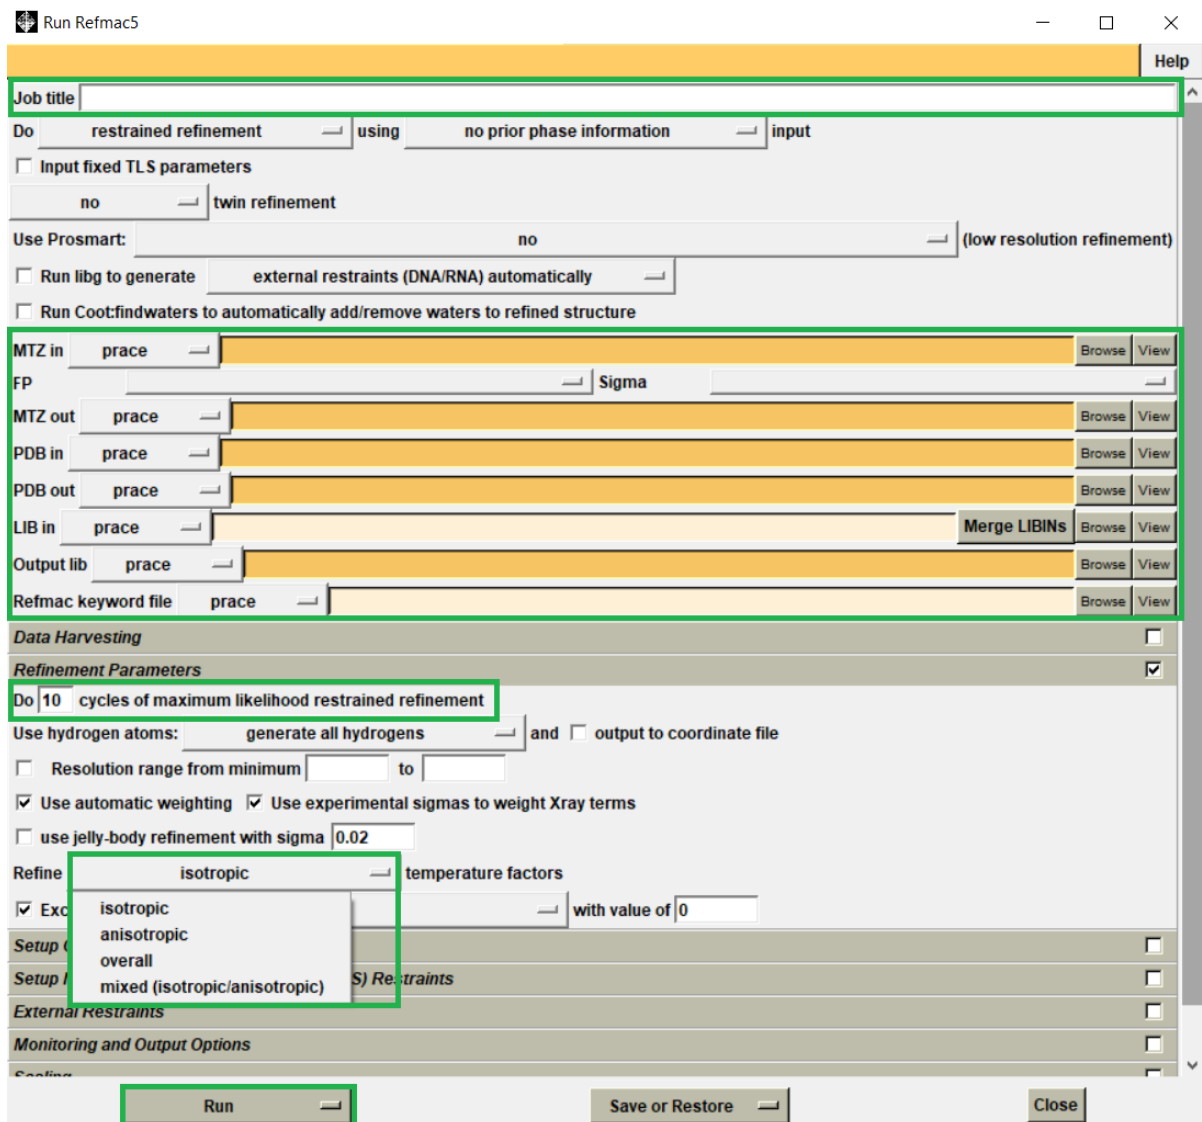 Run Refmac5
Help
Job title
Do restrained refinement using no prior phase information input
Input fixed TLS parameters
no twin refinement
Use Prosmart: no (low resolution refinement)
Run libg to generate external restraints (DNA/RNA) automatically
Run Coot:findwaters to automatically add/remove waters to refined structure
MTZ in prace Browse View
FP Sigma
MTZ out prace Browse View
PDB in prace Browse View
PDB out prace Browse View
LIB in prace Merge LIBINs Browse View
Output lib prace Browse View
Refmac keyword file prace Browse View
Data Harvesting
Refinement Parameters
Do 10 cycles of maximum likelihood restrained refinement
Use hydrogen atoms: generate all hydrogens and output to coordinate file
Resolution range from minimum to
Use automatic weighting Use experimental sigmas to weight Xray terms
use jelly-body refinement with sigma 0.02
Refine isotropic temperature factors
Exc with value of 0
isotropic
anisotropic
overall
mixed (isotropic/anisotropic)
Setup
Setup S) Restraints
External Restraints
Monitoring and Output Options
Run Save or Restore Close